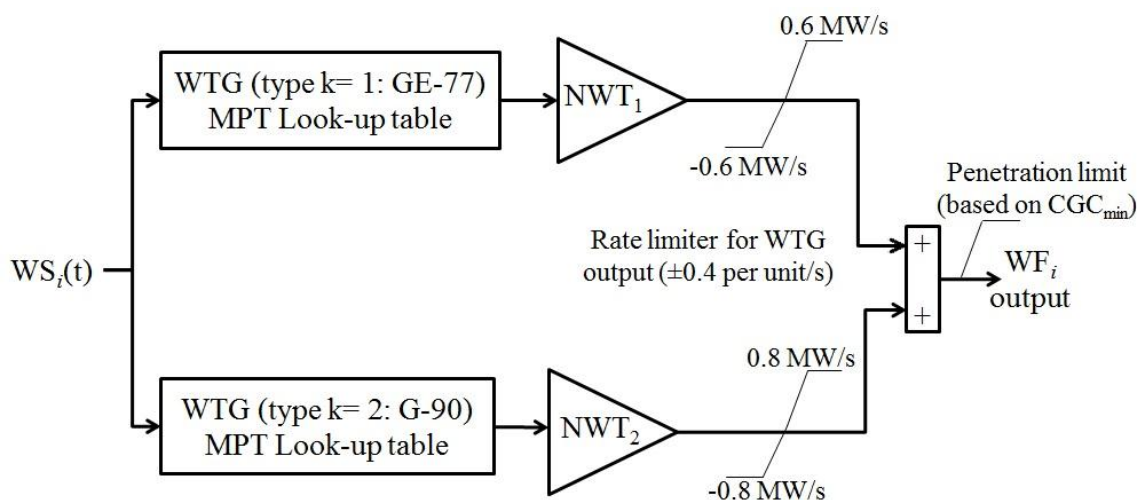 0.6 MW/s
WTG (type k= 1: GE-77)
MPT Look-up table
NWT₁
-0.6 MW/s
Penetration limit
(based on CGCₘᵢₙ)
WSᵢ(t)
Rate limiter for WTG
output (±0.4 per unit/s)
+
+
WFᵢ
output
0.8 MW/s
WTG (type k= 2: G-90)
MPT Look-up table
NWT₂
-0.8 MW/s